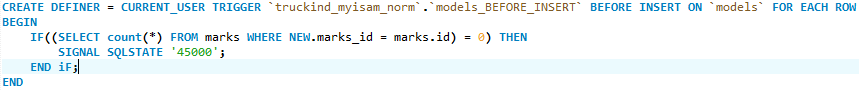 CREATE DEFINER = CURRENT_USER TRIGGER `truckind_myisam_norm`.`models_BEFORE_INSERT` BEFORE INSERT ON `models` FOR EACH ROW
BEGIN
    IF((SELECT count(*) FROM marks WHERE NEW.marks_id = marks.id) = 0) THEN
        SIGNAL SQLSTATE '45000';
    END iF;
END